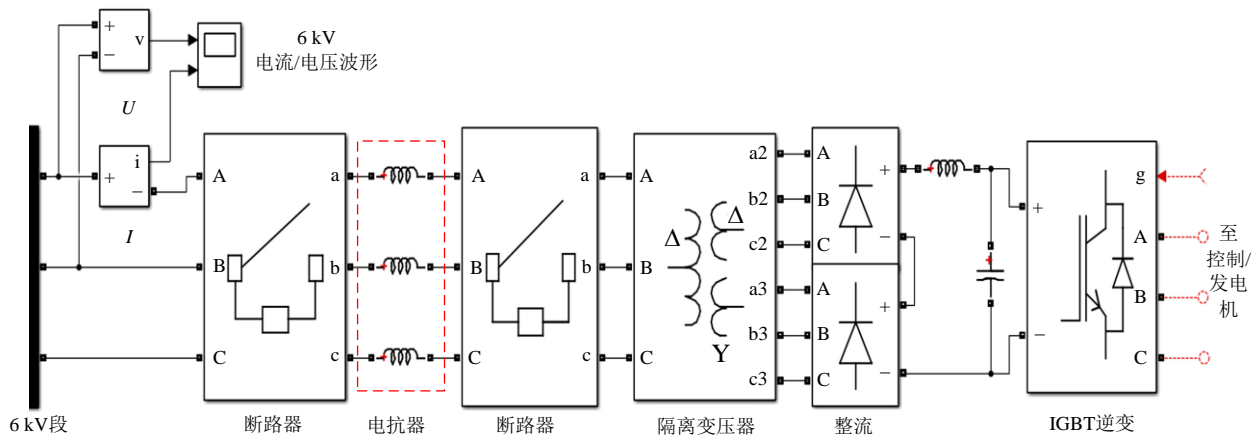 +
−
v
6 kV
电流/电压波形
U
i
+
−
I
A
B
C
a
b
c
A
B
C
a
b
c
A
B
C
Δ
Δ
Y
a2
b2
c2
a3
b3
c3
A
B
C
+
−
A
B
C
+
−
+
−
g
A
B
C
至
控制/
发电
机
6 kV段
断路器
电抗器
断路器
隔离变压器
整流
IGBT逆变